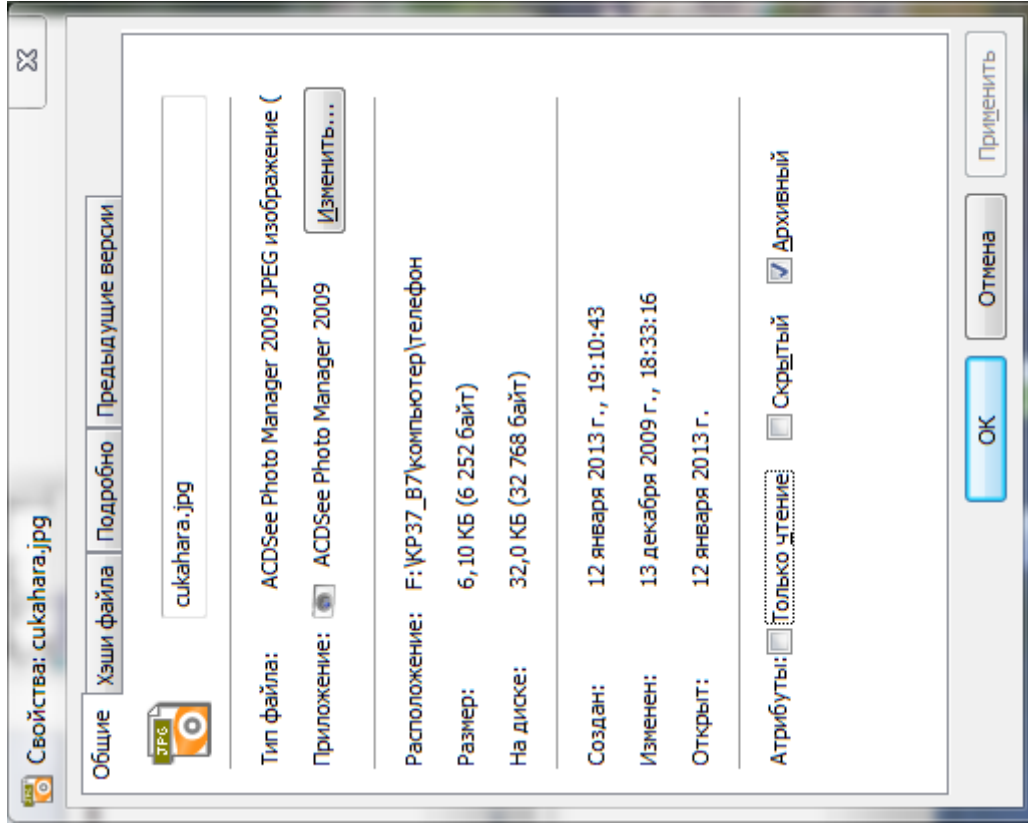 Свойства: cukahara.jpg
Общие Хэши файла Подробно Предыдущие версии
JPG
cukahara.jpg
Тип файла: ACDSee Photo Manager 2009 JPEG изображение (
Приложение: ACDSee Photo Manager 2009 Изменить...
Расположение: F:\КР37_В7\компьютер\телефон
Размер: 6,10 КБ (6 252 байт)
На диске: 32,0 КБ (32 768 байт)
Создан: 12 января 2013 г., 19:10:43
Изменен: 13 декабря 2009 г., 18:33:16
Открыт: 12 января 2013 г.
Атрибуты: Только чтение Скрытый Архивный
ОК Отмена Применить